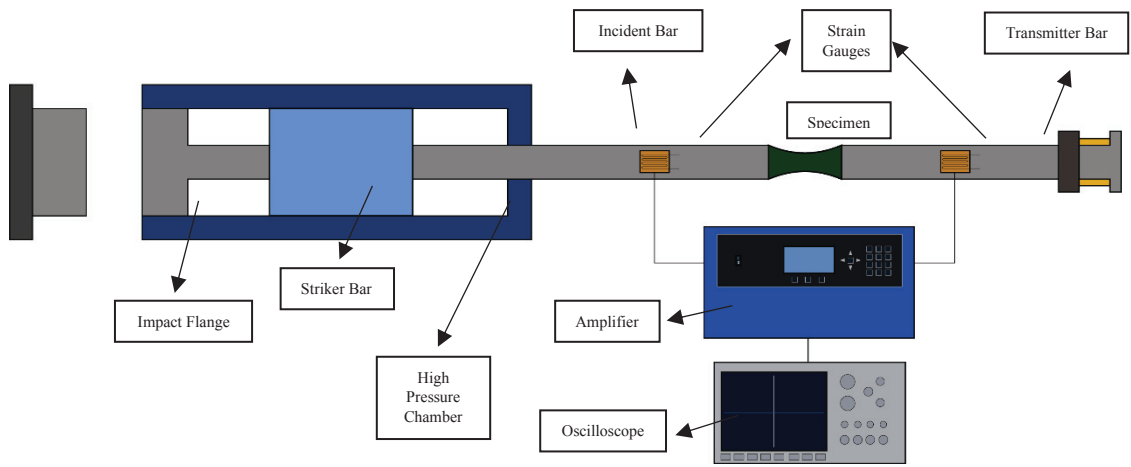 Incident Bar
Strain
Gauges
Transmitter Bar
Specimen
Striker Bar
Impact Flange
High
Pressure
Chamber
Amplifier
Oscilloscope